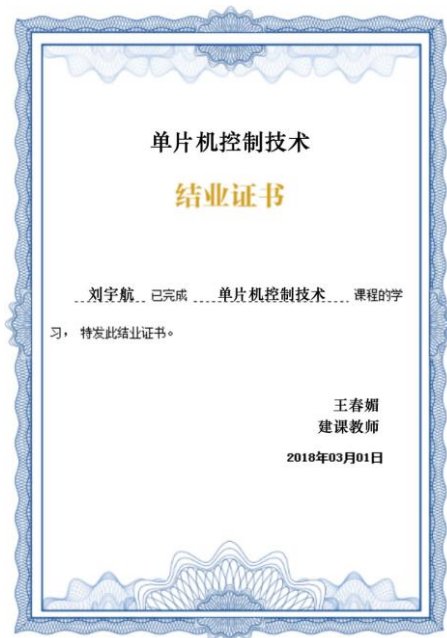 单片机控制技术
结业证书
刘宇航 已完成 单片机控制技术 课程的学
习， 特发此结业证书。
王春媚
建课教师
2018年03月01日